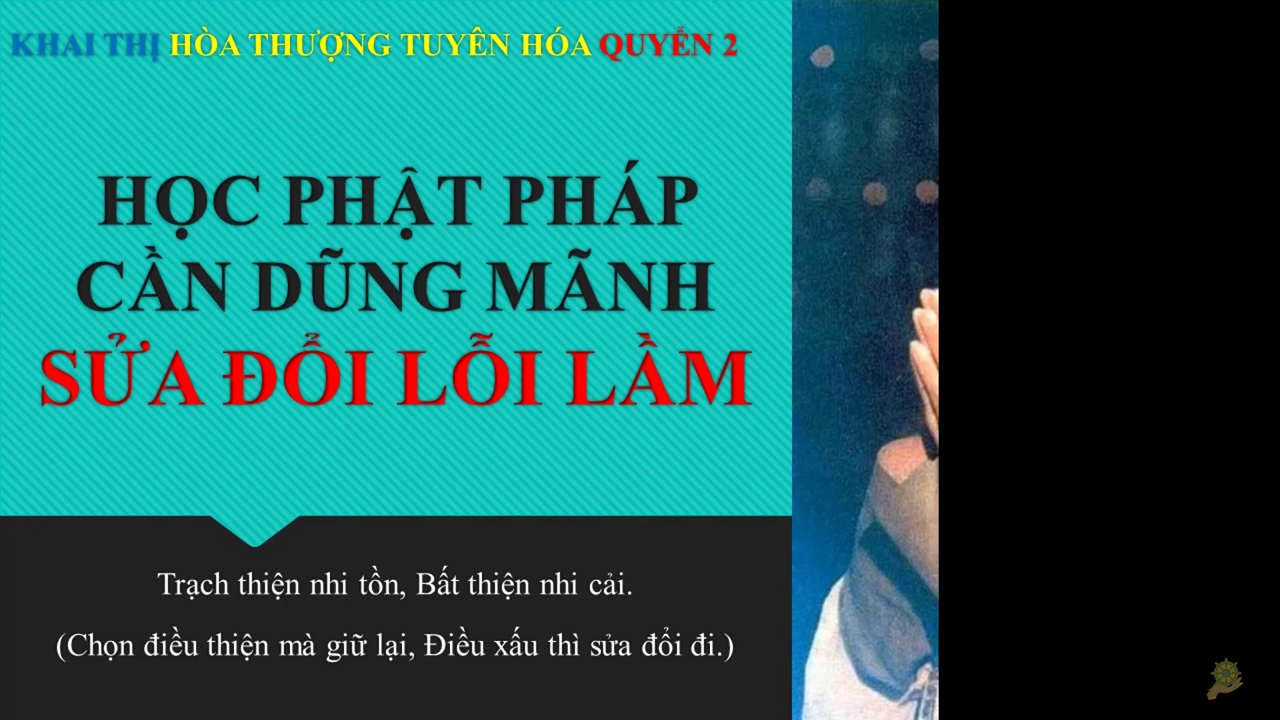 KHAI THỊ HÒA THƯỢNG TUYÊN HÓA QUYỂN 2
HỌC PHẬT PHÁP
CẦN DŨNG MÃNH
SỬA ĐỔI LỖI LẦM
Trạch thiện nhi tồn, Bất thiện nhi cải.
(Chọn điều thiện mà giữ lại, Điều xấu thì sửa đổi đi.)